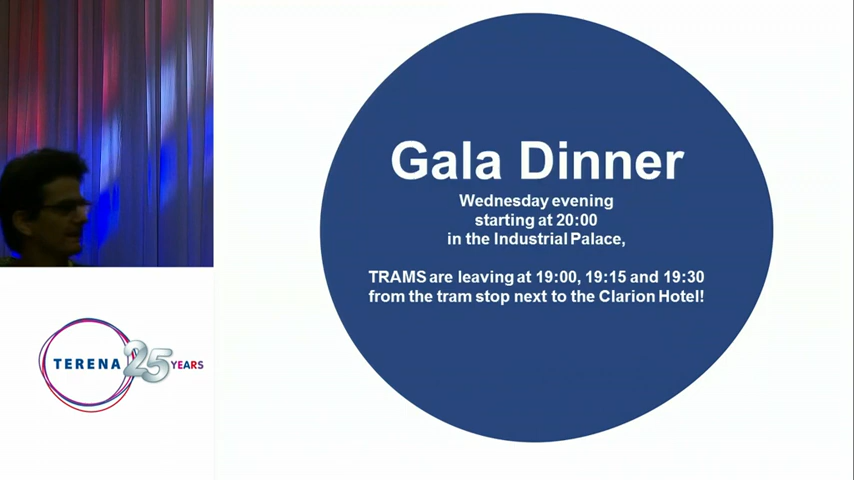 Gala Dinner
Wednesday evening
starting at 20:00
in the Industrial Palace,
TRAMS are leaving at 19:00, 19:15 and 19:30
from the tram stop next to the Clarion Hotel!
TERENA 25 YEARS